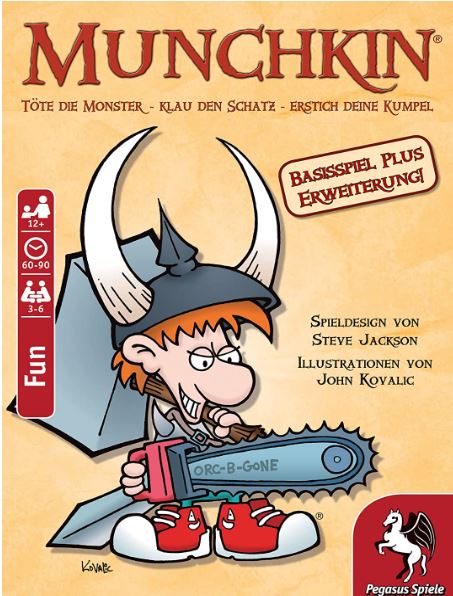 MUNCHKIN®
TÖTE DIE MONSTER - KLAU DEN SCHATZ - ERSTICH DEINE KUMPEL
BASISSPIEL PLUS
ERWEITERUNG!
12+
60-90
3-6
Fun
SPIELDESIGN VON
STEVE JACKSON
ILLUSTRATIONEN VON
JOHN KOVALIC
ORC-B-GONE
®
KOVALIC
Pegasus Spiele